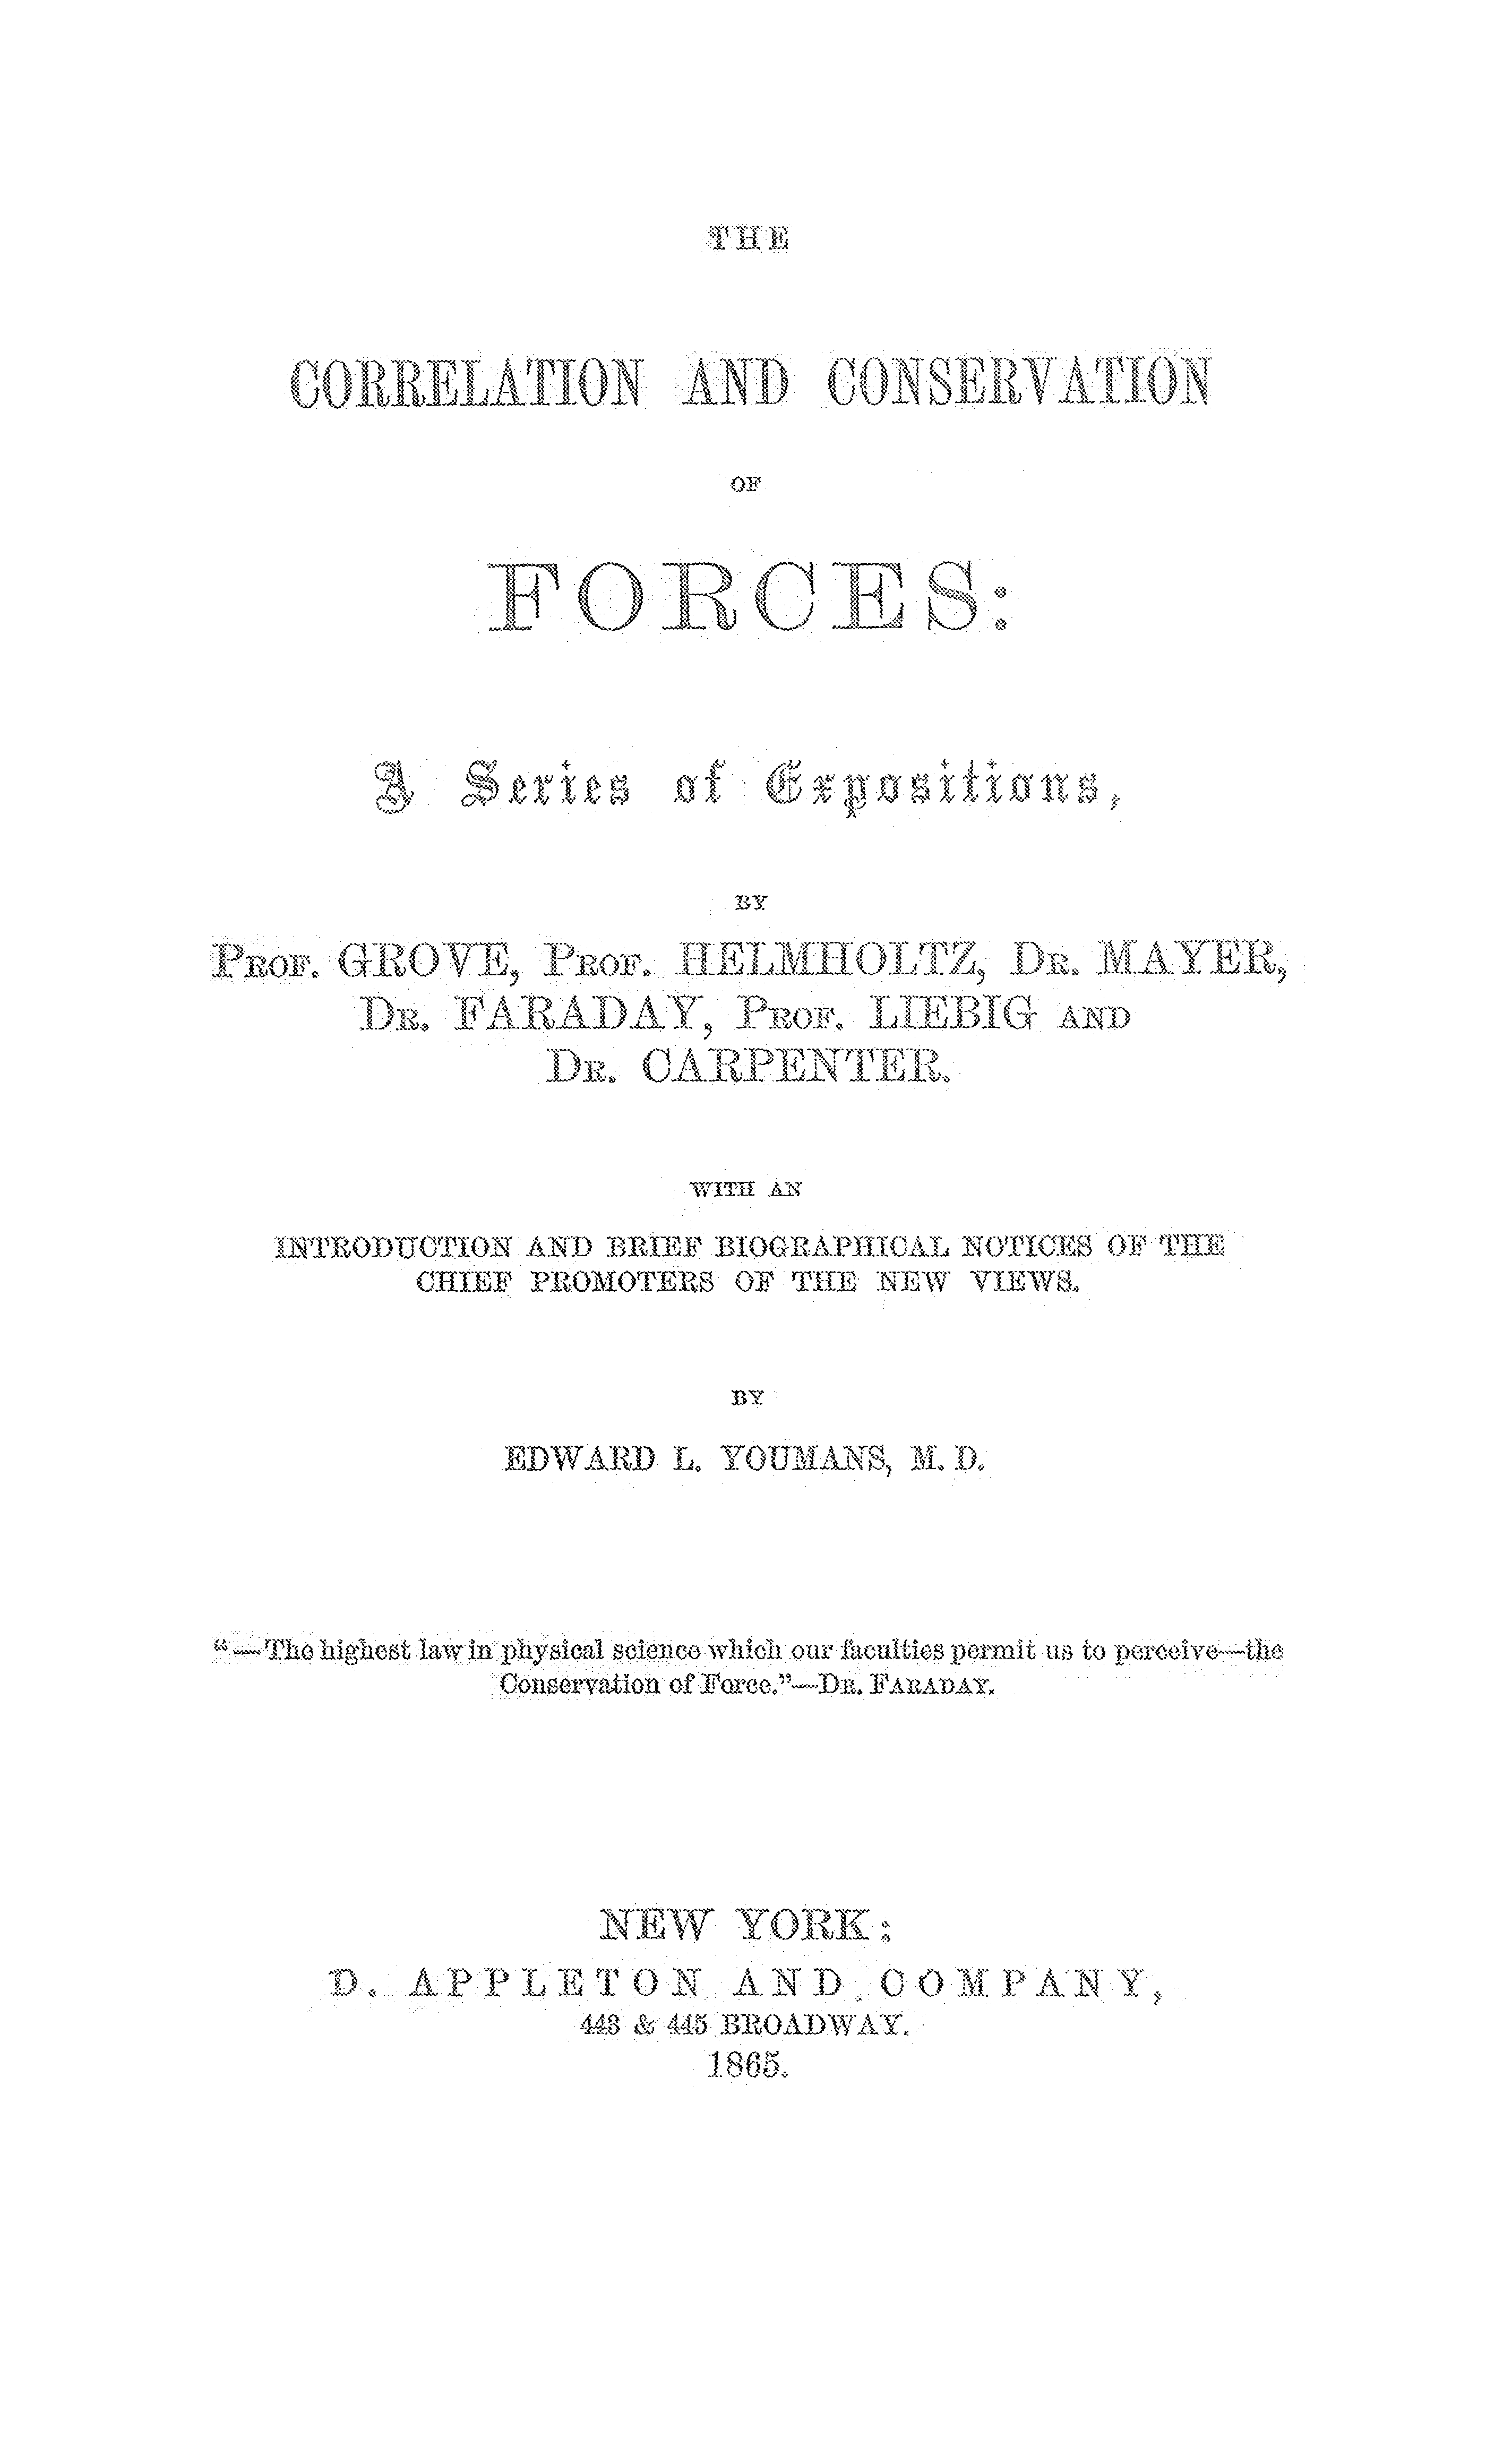 THE
CORRELATION AND CONSERVATION
OF
FORCES:
A Series of Expositions,
BY
PROF. GROVE, PROF. HELMHOLTZ, DR. MAYER,
DR. FARADAY, PROF. LIEBIG AND
DR. CARPENTER.
WITH AN
INTRODUCTION AND BRIEF BIOGRAPHICAL NOTICES OF THE
CHIEF PROMOTERS OF THE NEW VIEWS.
BY
EDWARD L. YOUMANS, M. D.
“—The highest law in physical science which our faculties permit us to perceive—the
Conservation of Force.”—DR. FARADAY.
NEW YORK:
D. APPLETON AND COMPANY,
443 & 445 BROADWAY.
1865.